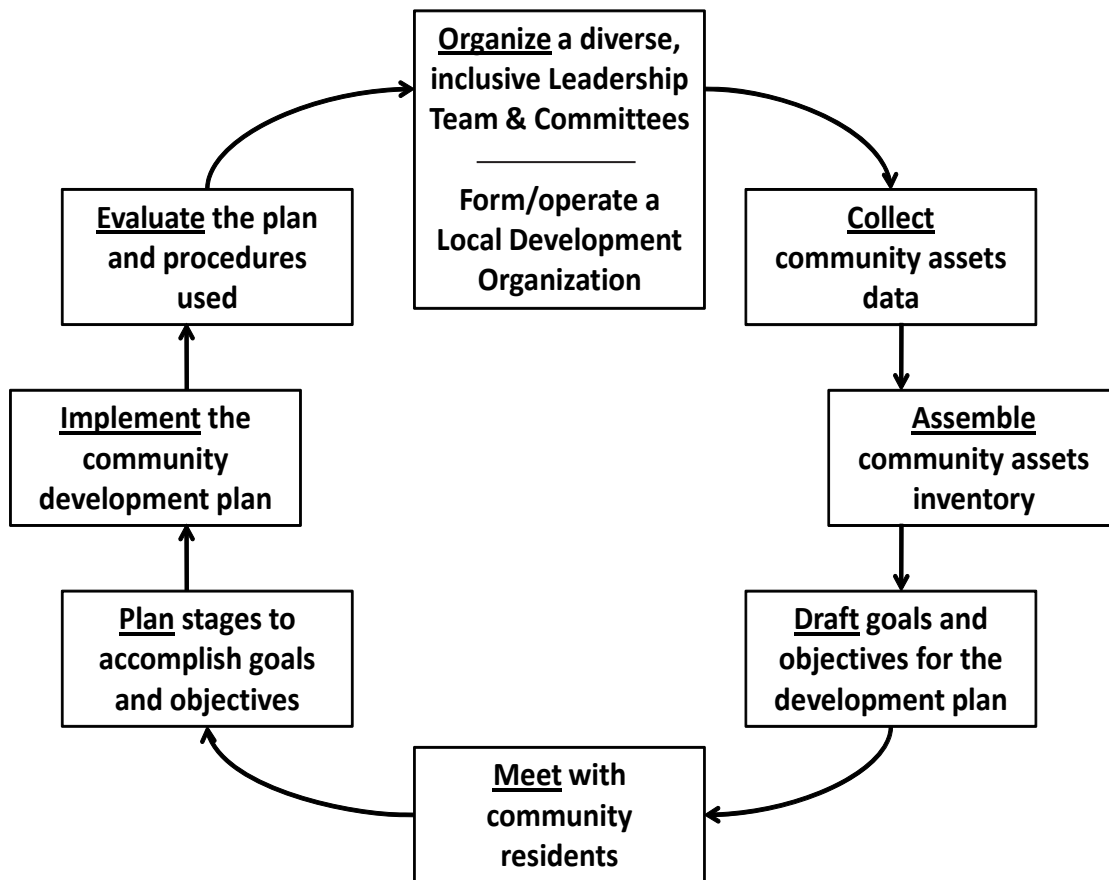 Organize a diverse,
inclusive Leadership
Team & Committees
Form/operate a
Local Development
Organization
Collect
community assets
data
Assemble
community assets
inventory
Draft goals and
objectives for the
development plan
Meet with
community
residents
Plan stages to
accomplish goals
and objectives
Implement the
community
development plan
Evaluate the plan
and procedures
used